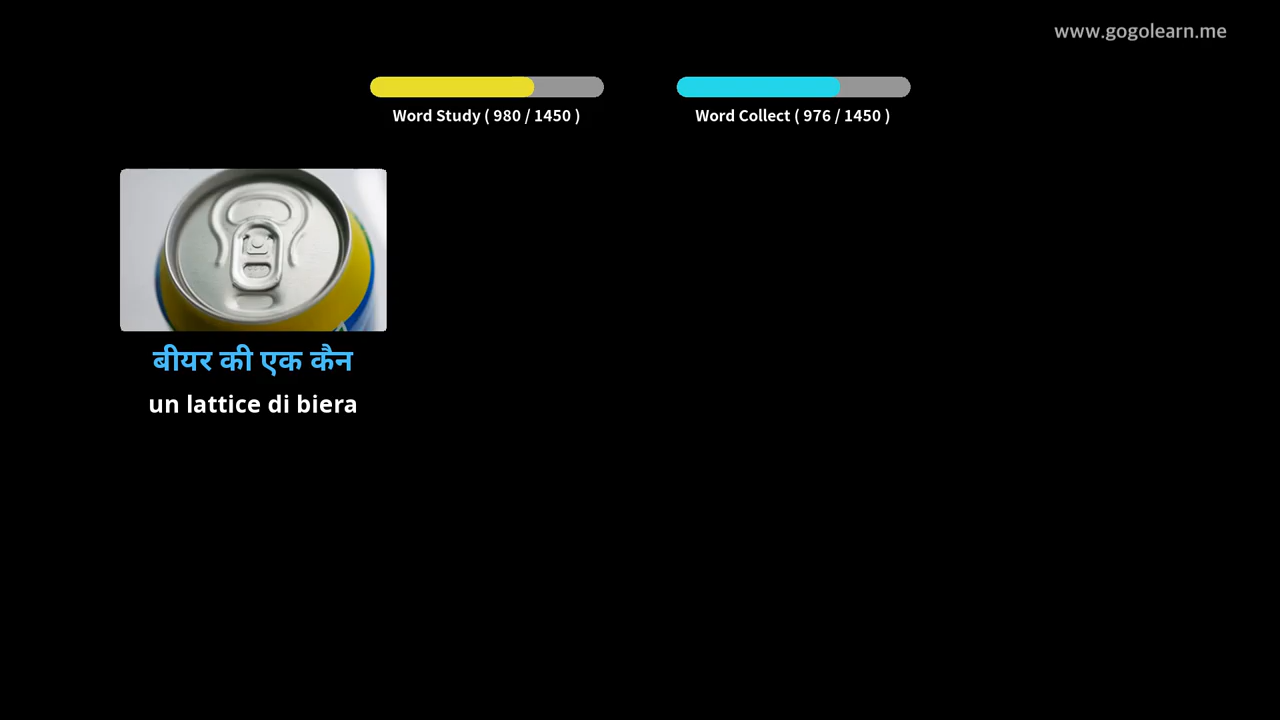 www.gogolearn.me
Word Study ( 980 / 1450 )
Word Collect ( 976 / 1450 )
बीयर की एक कैन
un lattice di biera